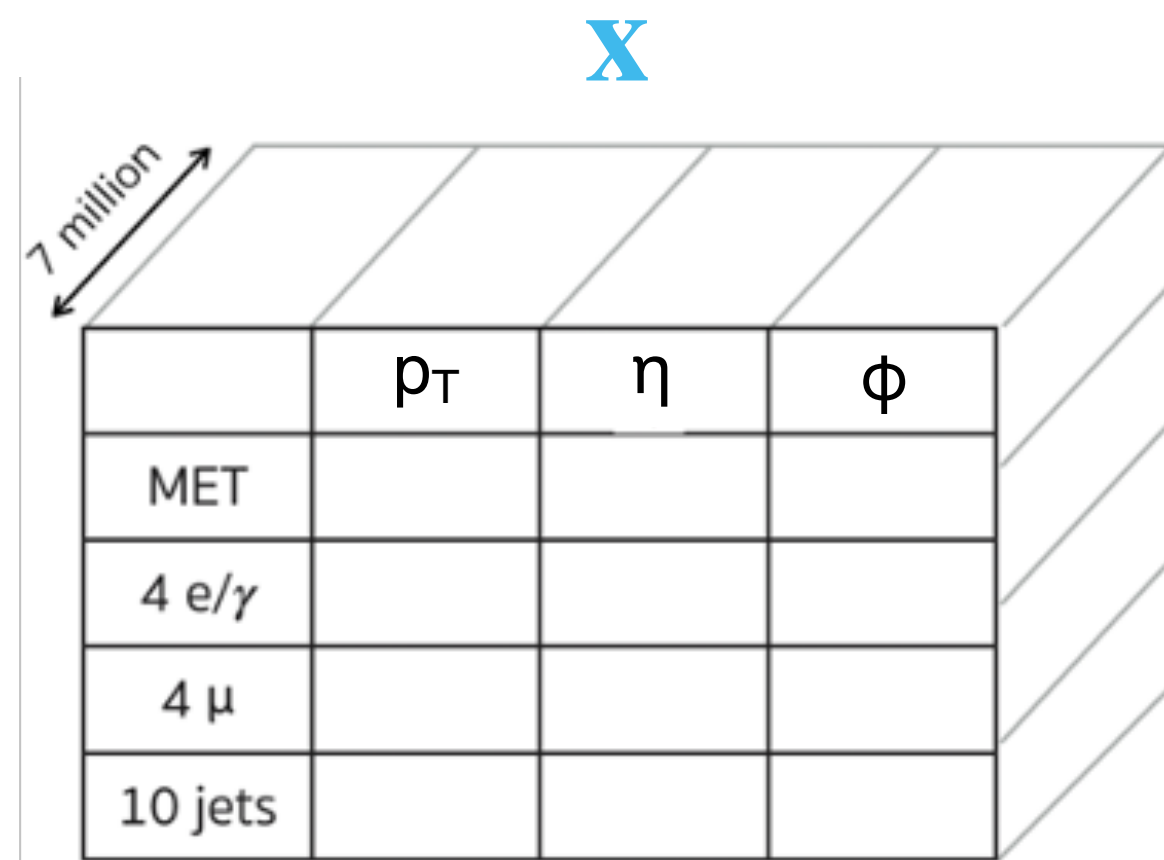 X
7 million
pT η φ
MET
4 e/γ
4 μ
10 jets